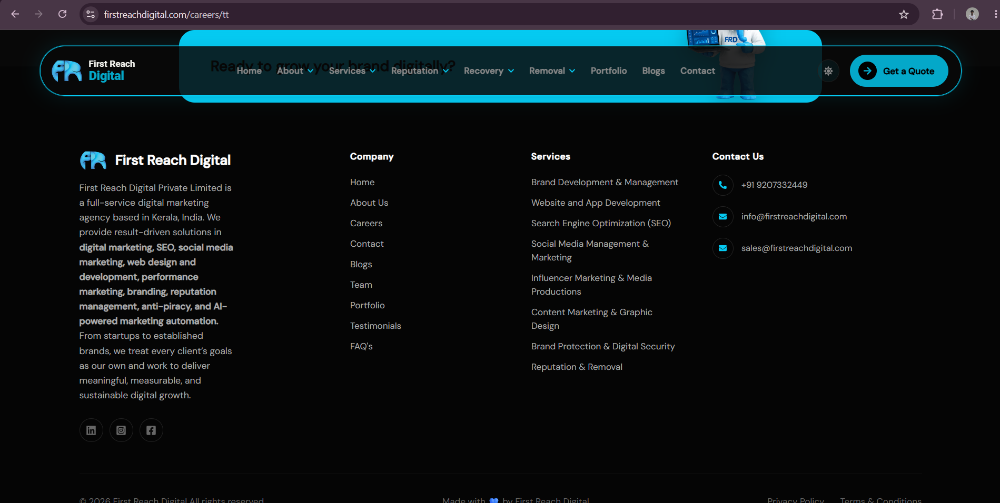 firstreachdigital.com/careers/tt
FRD
Ready to grow your brand digitally?
First Reach
Digital
Home About Services Reputation Recovery Removal Portfolio Blogs Contact
Get a Quote
First Reach Digital
First Reach Digital Private Limited is
a full-service digital marketing
agency based in Kerala, India. We
provide result-driven solutions in
digital marketing, SEO, social media
marketing, web design and
development, performance
marketing, branding, reputation
management, anti-piracy, and AI-
powered marketing automation.
From startups to established
brands, we treat every client’s goals
as our own and work to deliver
meaningful, measurable, and
sustainable digital growth.
Company
Home
About Us
Careers
Contact
Blogs
Team
Portfolio
Testimonials
FAQ's
Services
Brand Development & Management
Website and App Development
Search Engine Optimization (SEO)
Social Media Management &
Marketing
Influencer Marketing & Media
Productions
Content Marketing & Graphic
Design
Brand Protection & Digital Security
Reputation & Removal
Contact Us
+91 9207332449
info@firstreachdigital.com
sales@firstreachdigital.com
© 2026 First Reach Digital All rights reserved
Made with 💙 by First Reach Digital
Privacy Policy Terms & Conditions